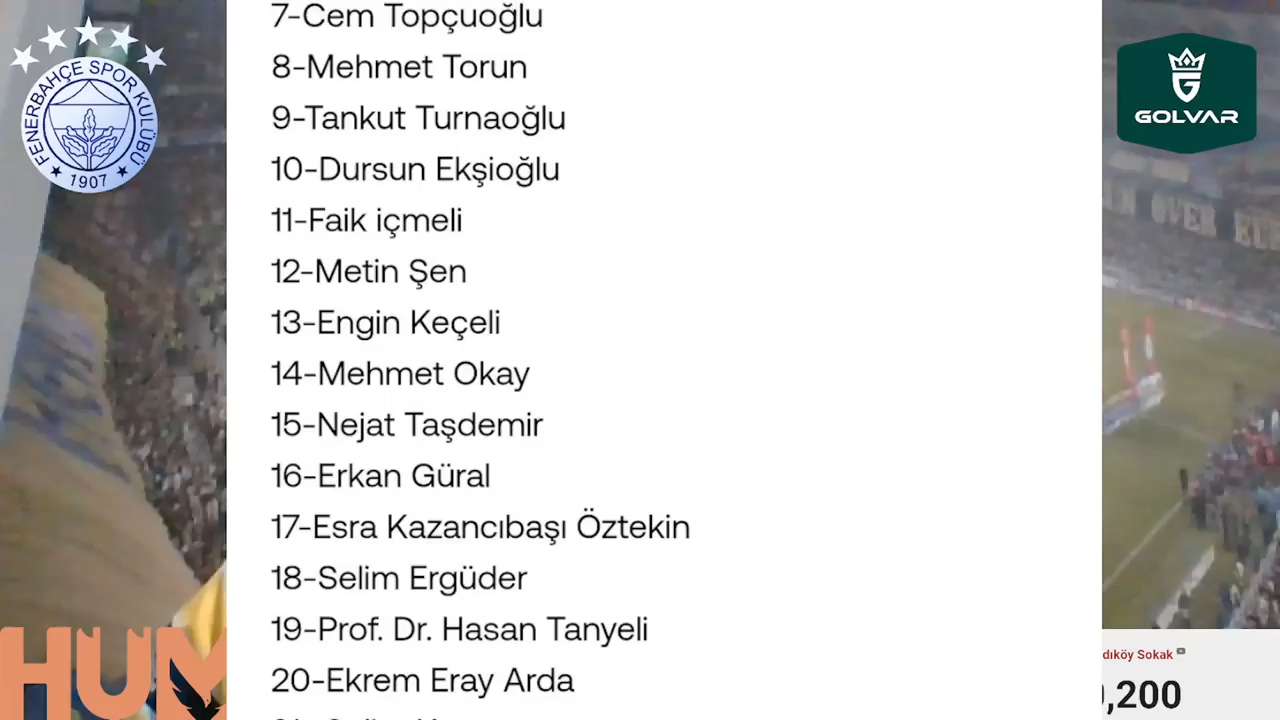 FENERBAHÇE SPOR KULÜBÜ
1907
7-Cem Topçuoğlu
8-Mehmet Torun
9-Tankut Turnaoğlu
10-Dursun Ekşioğlu
11-Faik içmeli
12-Metin Şen
13-Engin Keçeli
14-Mehmet Okay
15-Nejat Taşdemir
16-Erkan Güral
17-Esra Kazancıbaşı Öztekin
18-Selim Ergüder
19-Prof. Dr. Hasan Tanyeli
20-Ekrem Eray Arda
GOLVAR
OVER
HUM
dıköy Sokak
,200